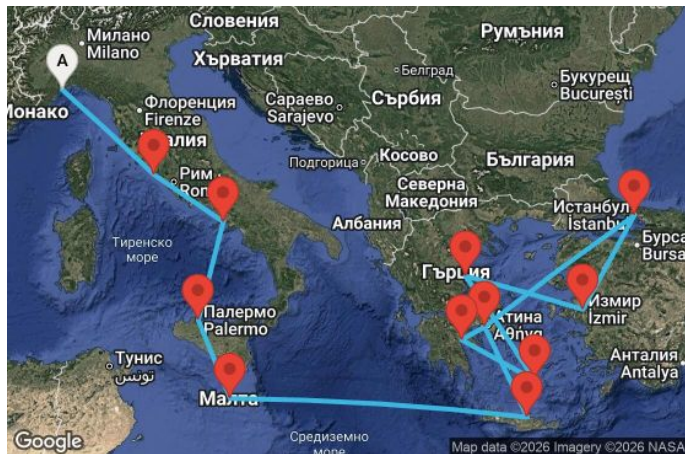 Словения
Румъния
Милано
Milano
A
Хърватия
Белград
Букурещ
București
Монако
Флоренция
Firenze
Сараево
Sarajevo
Сърбия
Подгорица
Косово
България
Рим
Северна
Македония
Истанбул
İstanbul
Албания
Бурса
Bursa
Тиренско
море
Гърция
Палермо
Palermo
Измир
İzmir
Атина
Αθήνα
Тунис
تونس
Анталия
Antalya
Малта
Средиземно
море
Google
Map data ©2026 Imagery ©2026 NASA